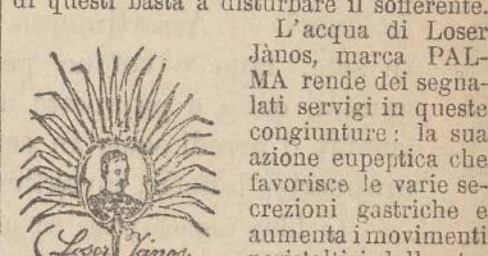 di questi basta a disturbare il sofferente.
L'acqua di Loser
Jànos, marca PAL-
MA rende dei segna-
lati servigi in queste
congiunture: la sua
azione eupeptica che
favorisce le varie se-
crezioni gastriche e
aumenta i movimenti
Loser János